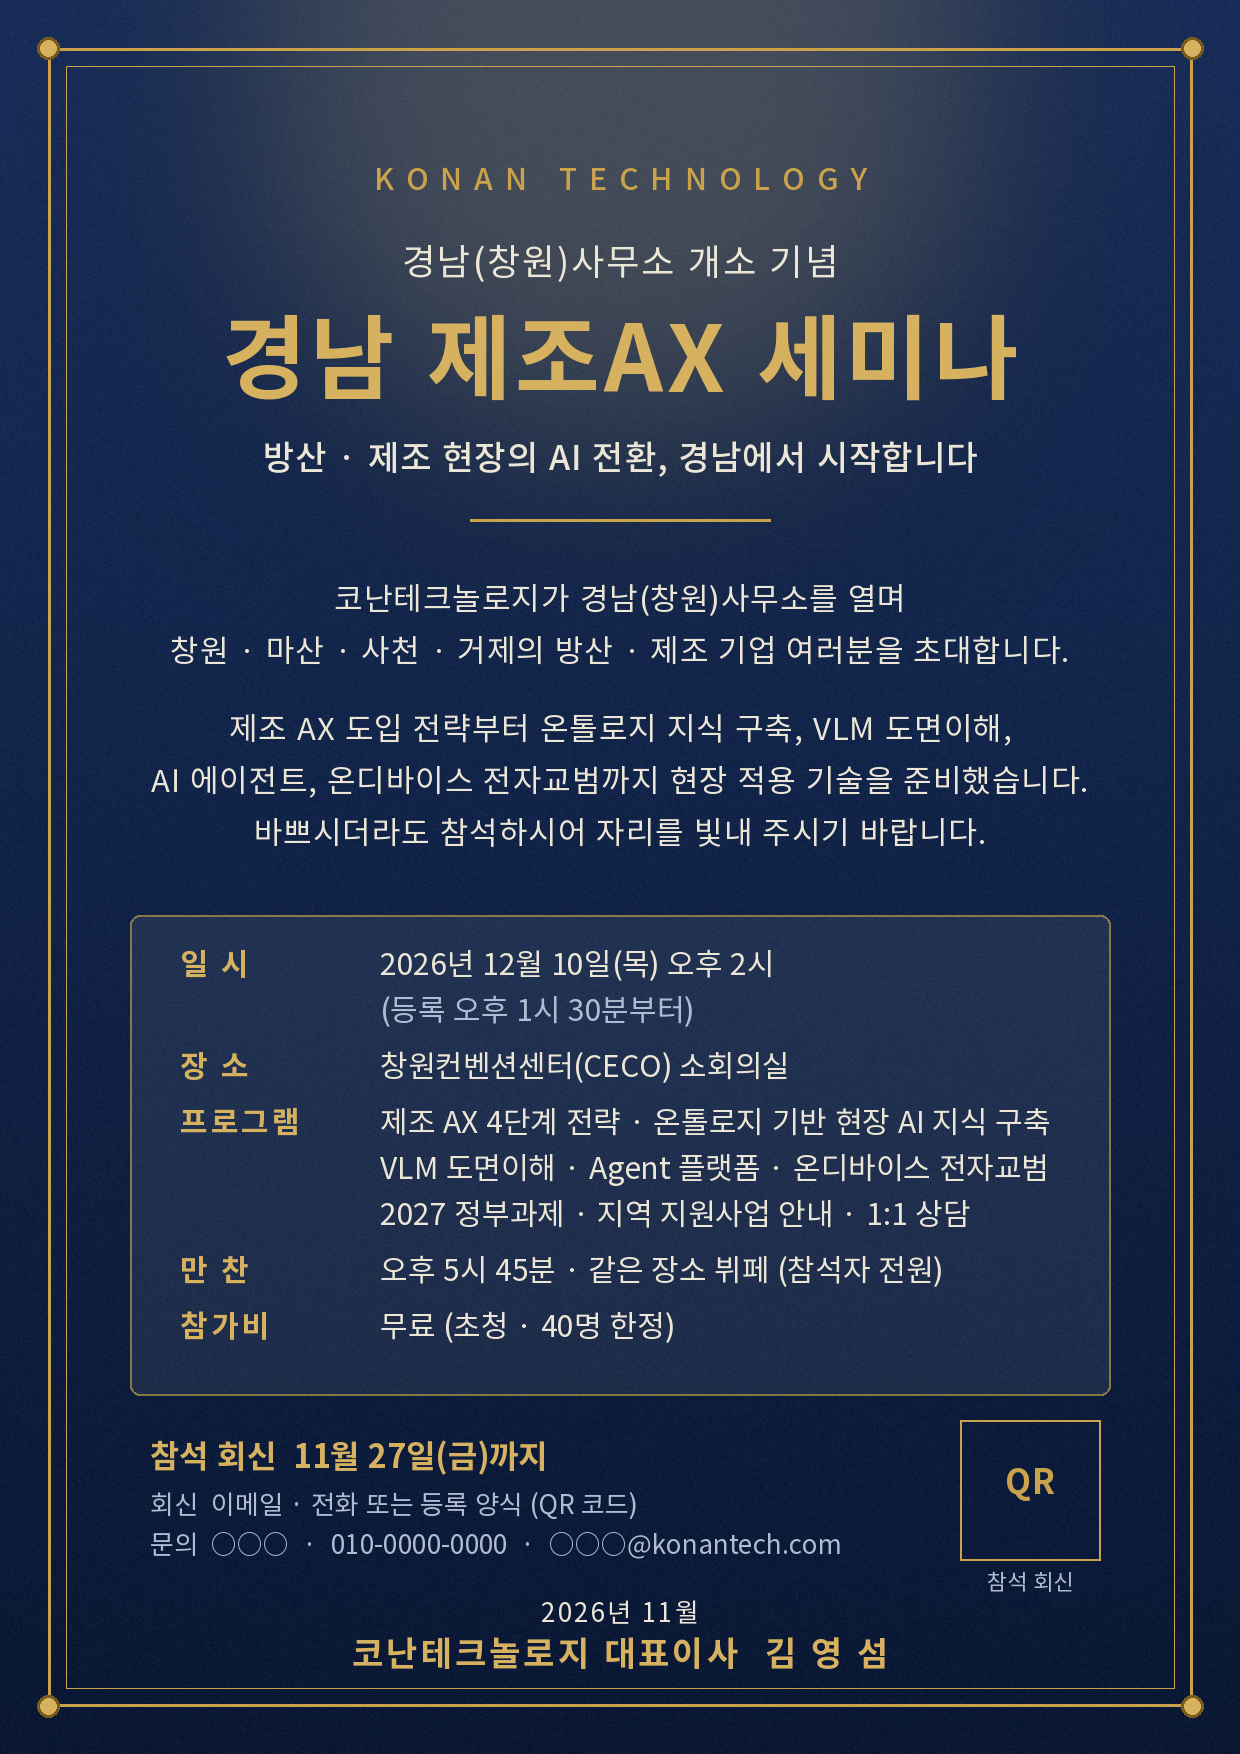 KONAN TECHNOLOGY
경남(창원)사무소 개소 기념
경남 제조AX 세미나
방산 · 제조 현장의 AI 전환, 경남에서 시작합니다
코난테크놀로지가 경남(창원)사무소를 열며
창원 · 마산 · 사천 · 거제의 방산 · 제조 기업 여러분을 초대합니다.
제조 AX 도입 전략부터 온톨로지 지식 구축, VLM 도면이해,
AI 에이전트, 온디바이스 전자교범까지 현장 적용 기술을 준비했습니다.
바쁘시더라도 참석하시어 자리를 빛내 주시기 바랍니다.
일 시 2026년 12월 10일(목) 오후 2시
(등록 오후 1시 30분부터)
장 소 창원컨벤션센터(CECO) 소회의실
프로그램 제조 AX 4단계 전략 · 온톨로지 기반 현장 AI 지식 구축
VLM 도면이해 · Agent 플랫폼 · 온디바이스 전자교범
2027 정부과제 · 지역 지원사업 안내 · 1:1 상담
만 찬 오후 5시 45분 · 같은 장소 뷔페 (참석자 전원)
참가비 무료 (초청 · 40명 한정)
참석 회신 11월 27일(금)까지
회신 이메일 · 전화 또는 등록 양식 (QR 코드)
문의 ○○○ · 010-0000-0000 · ○○○@konantech.com
QR
참석 회신
2026년 11월
코난테크놀로지 대표이사 김 영 섬